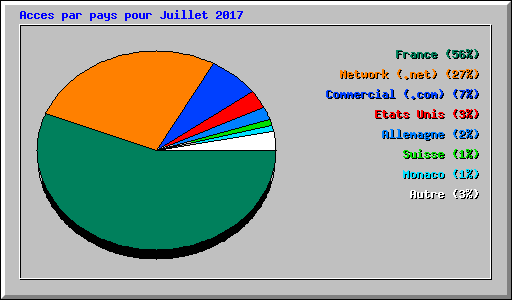 Acces par pays pour Juillet 2017
France (56%)
Network (.net) (27%)
Commercial (.com) (7%)
Etats Unis (3%)
Allemagne (2%)
Suisse (1%)
Monaco (1%)
Autre (3%)